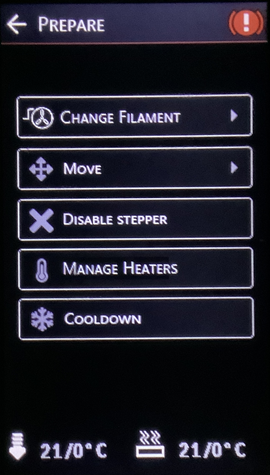 Prepare
Change Filament
Move
Disable stepper
Manage Heaters
Cooldown
21/0°C 21/0°C